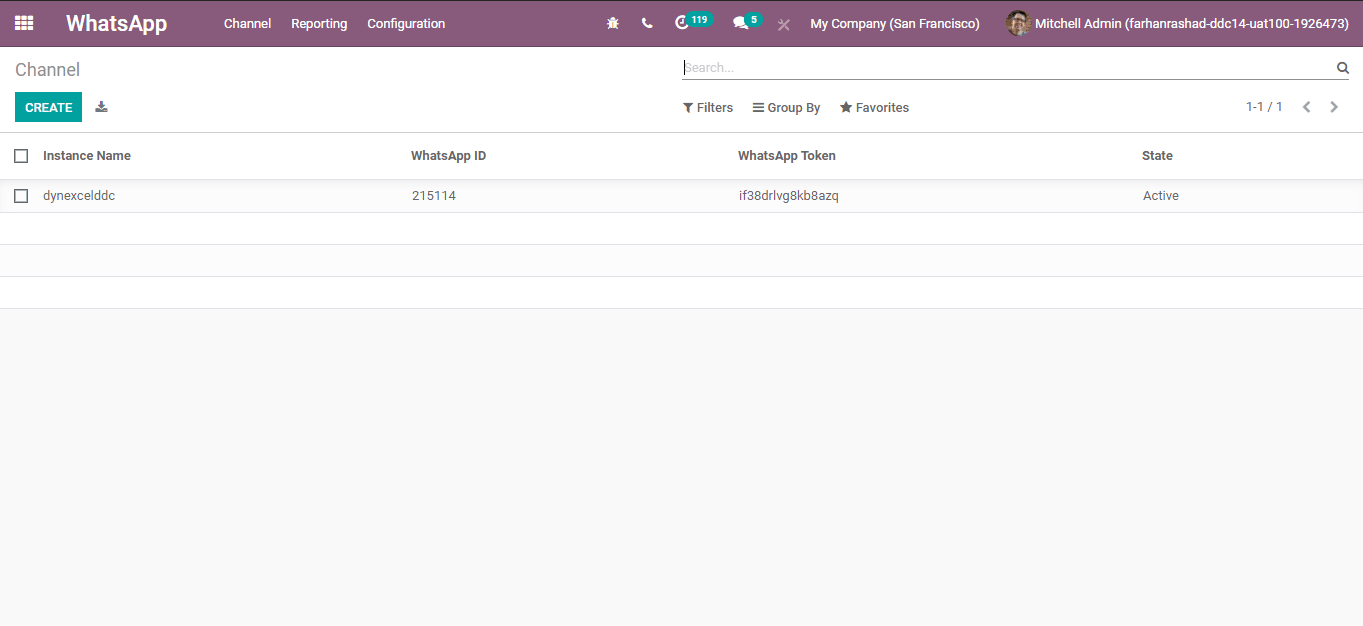 WhatsApp Channel Reporting Configuration 119 5 My Company (San Francisco) Mitchell Admin (farhanrashad-ddc14-uat100-1926473)
Channel Search...
CREATE Filters Group By Favorites 1-1 / 1
Instance Name WhatsApp ID WhatsApp Token State
dynexcelddc 215114 if38drlvg8kb8azq Active